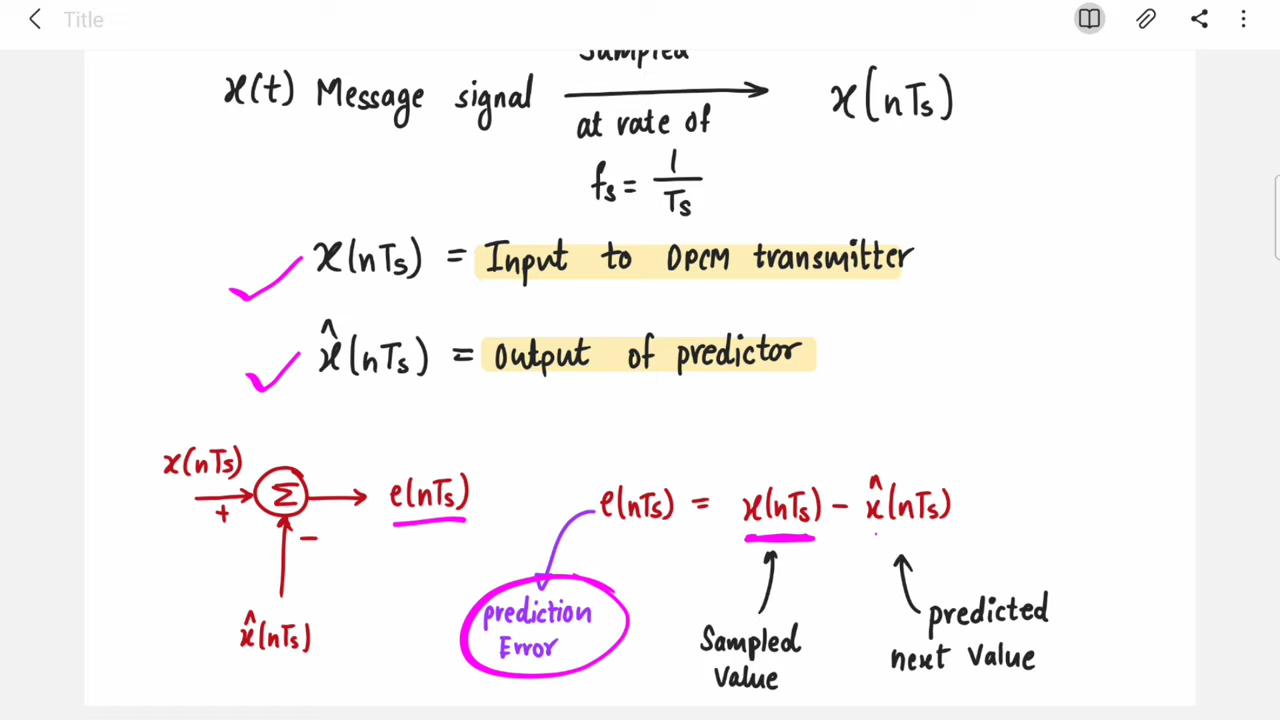 Title
x(t) Message signal
Sampled
at rate of
fs = 1/Ts
x(nTs)
x(nTs) = Input to DPCM transmitter
x̂(nTs) = output of predictor
x(nTs)
+
Σ
e(nTs)
−
x̂(nTs)
e(nTs) = x(nTs) − x̂(nTs)
prediction
Error
Sampled
Value
predicted
next Value